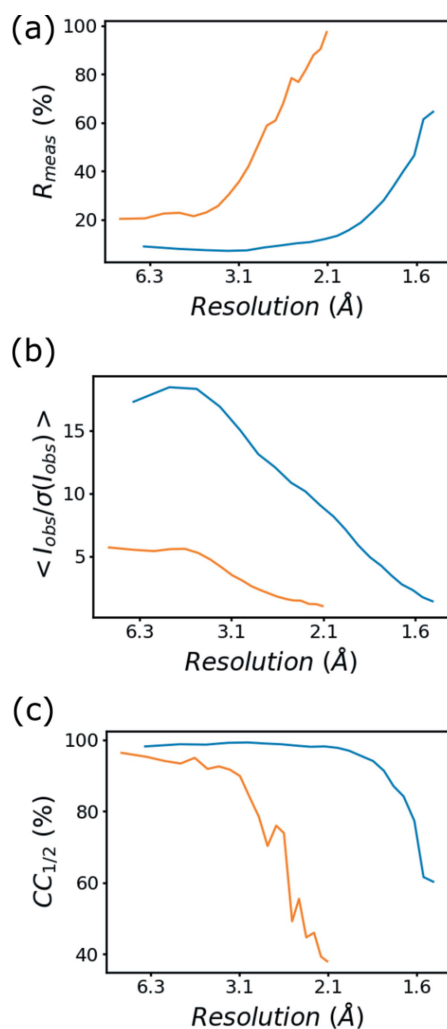 (a)
100
80
60
40
20
R_meas (%)
6.3 3.1 2.1 1.6
Resolution (Å)
(b)
15
10
5
< I_obs/σ(I_obs) >
6.3 3.1 2.1 1.6
Resolution (Å)
(c)
100
80
60
40
CC_1/2 (%)
6.3 3.1 2.1 1.6
Resolution (Å)